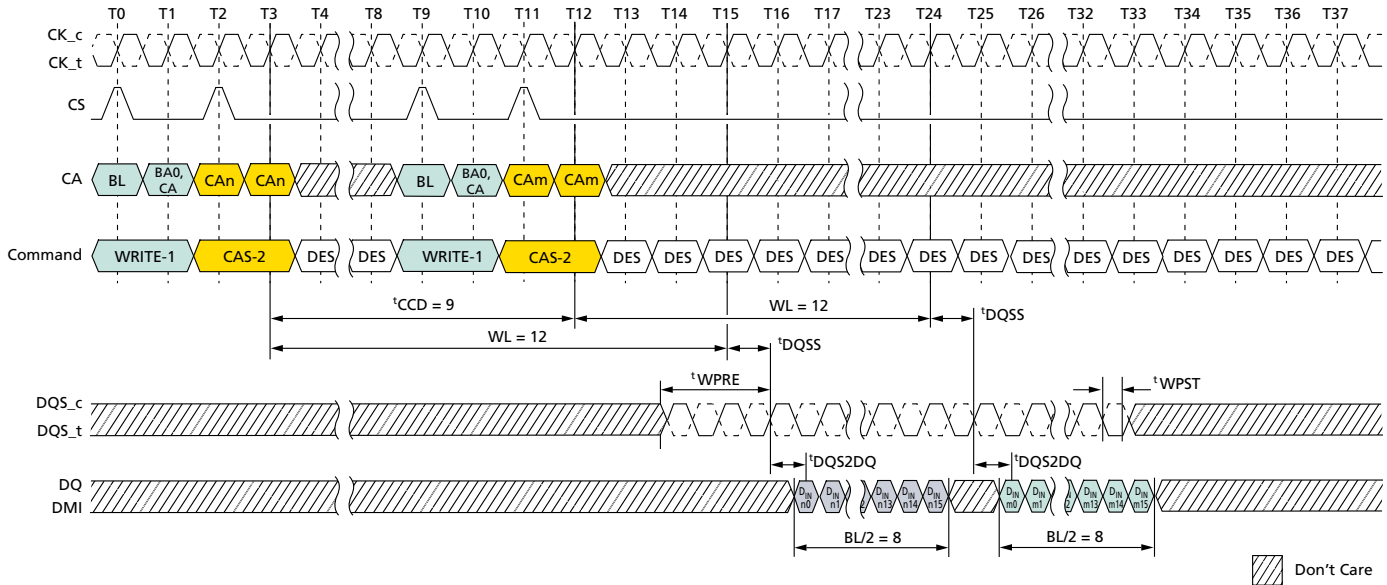 T0 T1 T2 T3 T4 T8 T9 T10 T11 T12 T13 T14 T15 T16 T17 T23 T24 T25 T26 T32 T33 T34 T35 T36 T37
CK_c
CK_t
CS
CA BL BA0, CA CAn CAn BL BA0, CA CAm CAm
Command WRITE-1 CAS-2 DES DES WRITE-1 CAS-2 DES DES DES DES DES DES DES DES DES DES DES DES DES DES DES
tCCD = 9 WL = 12 tDQSS
WL = 12 tDQSS
tWPRE tWPST
DQS_c
DQS_t
tDQS2DQ tDQS2DQ
DQ
DMI
DIN n0 DIN n1 DIN n13 DIN n14 DIN n15 DIN m0 DIN m1 DIN m13 DIN m14 DIN m15
BL/2 = 8 BL/2 = 8
Don't Care